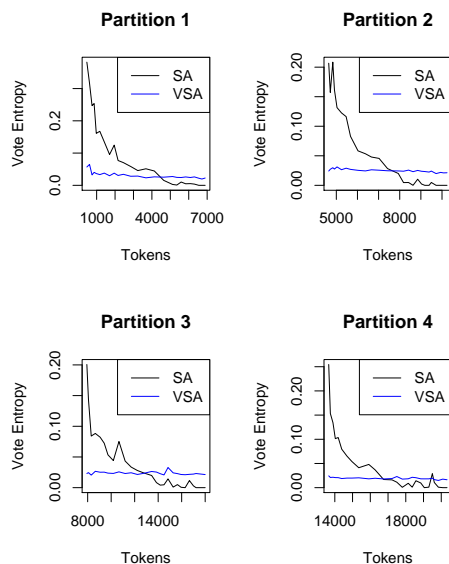 Partition 1
SA
VSA
Vote Entropy
0.0
0.2
1000
4000
7000
Tokens
Partition 2
SA
VSA
Vote Entropy
0.00
0.10
0.20
5000
8000
Tokens
Partition 3
SA
VSA
Vote Entropy
0.00
0.10
0.20
8000
14000
Tokens
Partition 4
SA
VSA
Vote Entropy
0.00
0.10
0.20
14000
18000
Tokens